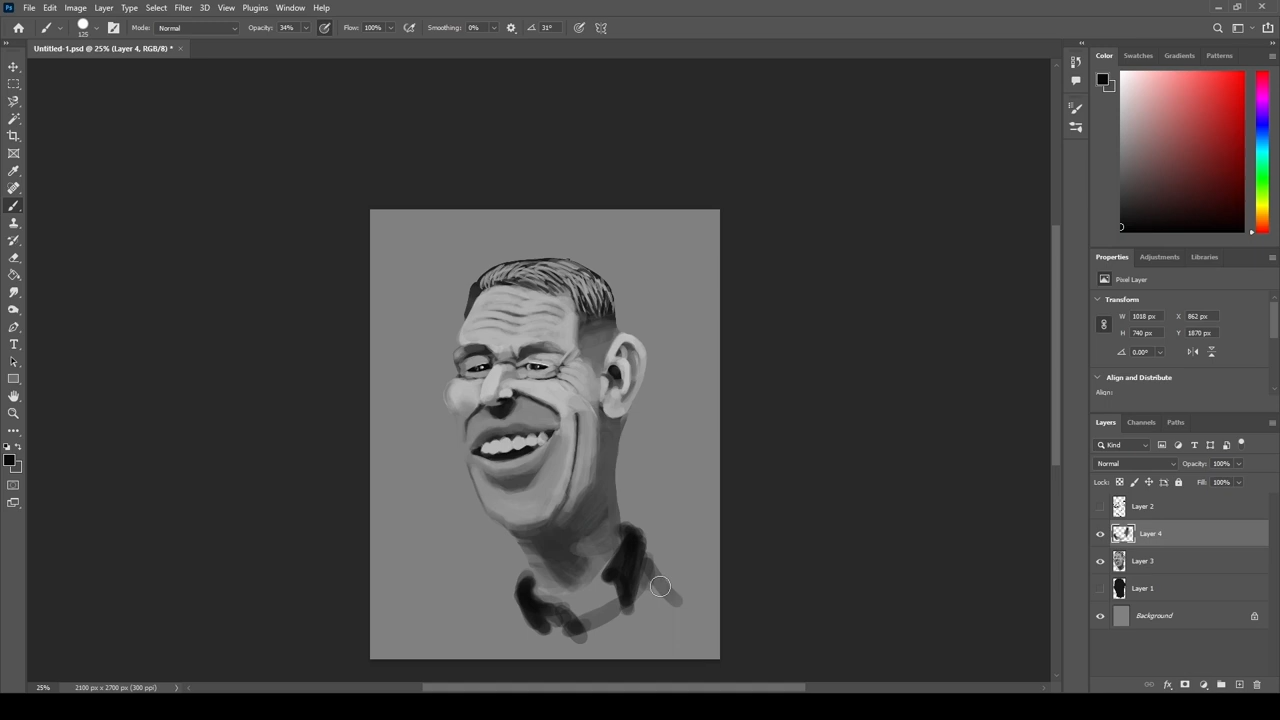 File Edit Image Layer Type Select Filter 3D View Plugins Window Help
125 Mode: Normal Opacity: 34% Flow: 100% Smoothing: 0% 31°
Untitled-1.psd @ 25% (Layer 4, RGB/8) *
Color Swatches Gradients Patterns
Properties Adjustments Libraries
Pixel Layer
Transform
W 1018 px X 862 px
H 740 px Y 1870 px
0.00°
Align and Distribute
Align:
Layers Channels Paths
Kind
Normal Opacity: 100%
Lock: Fill: 100%
Layer 2
Layer 4
Layer 3
Layer 1
Background
25% 2100 px x 2700 px (300 ppi)